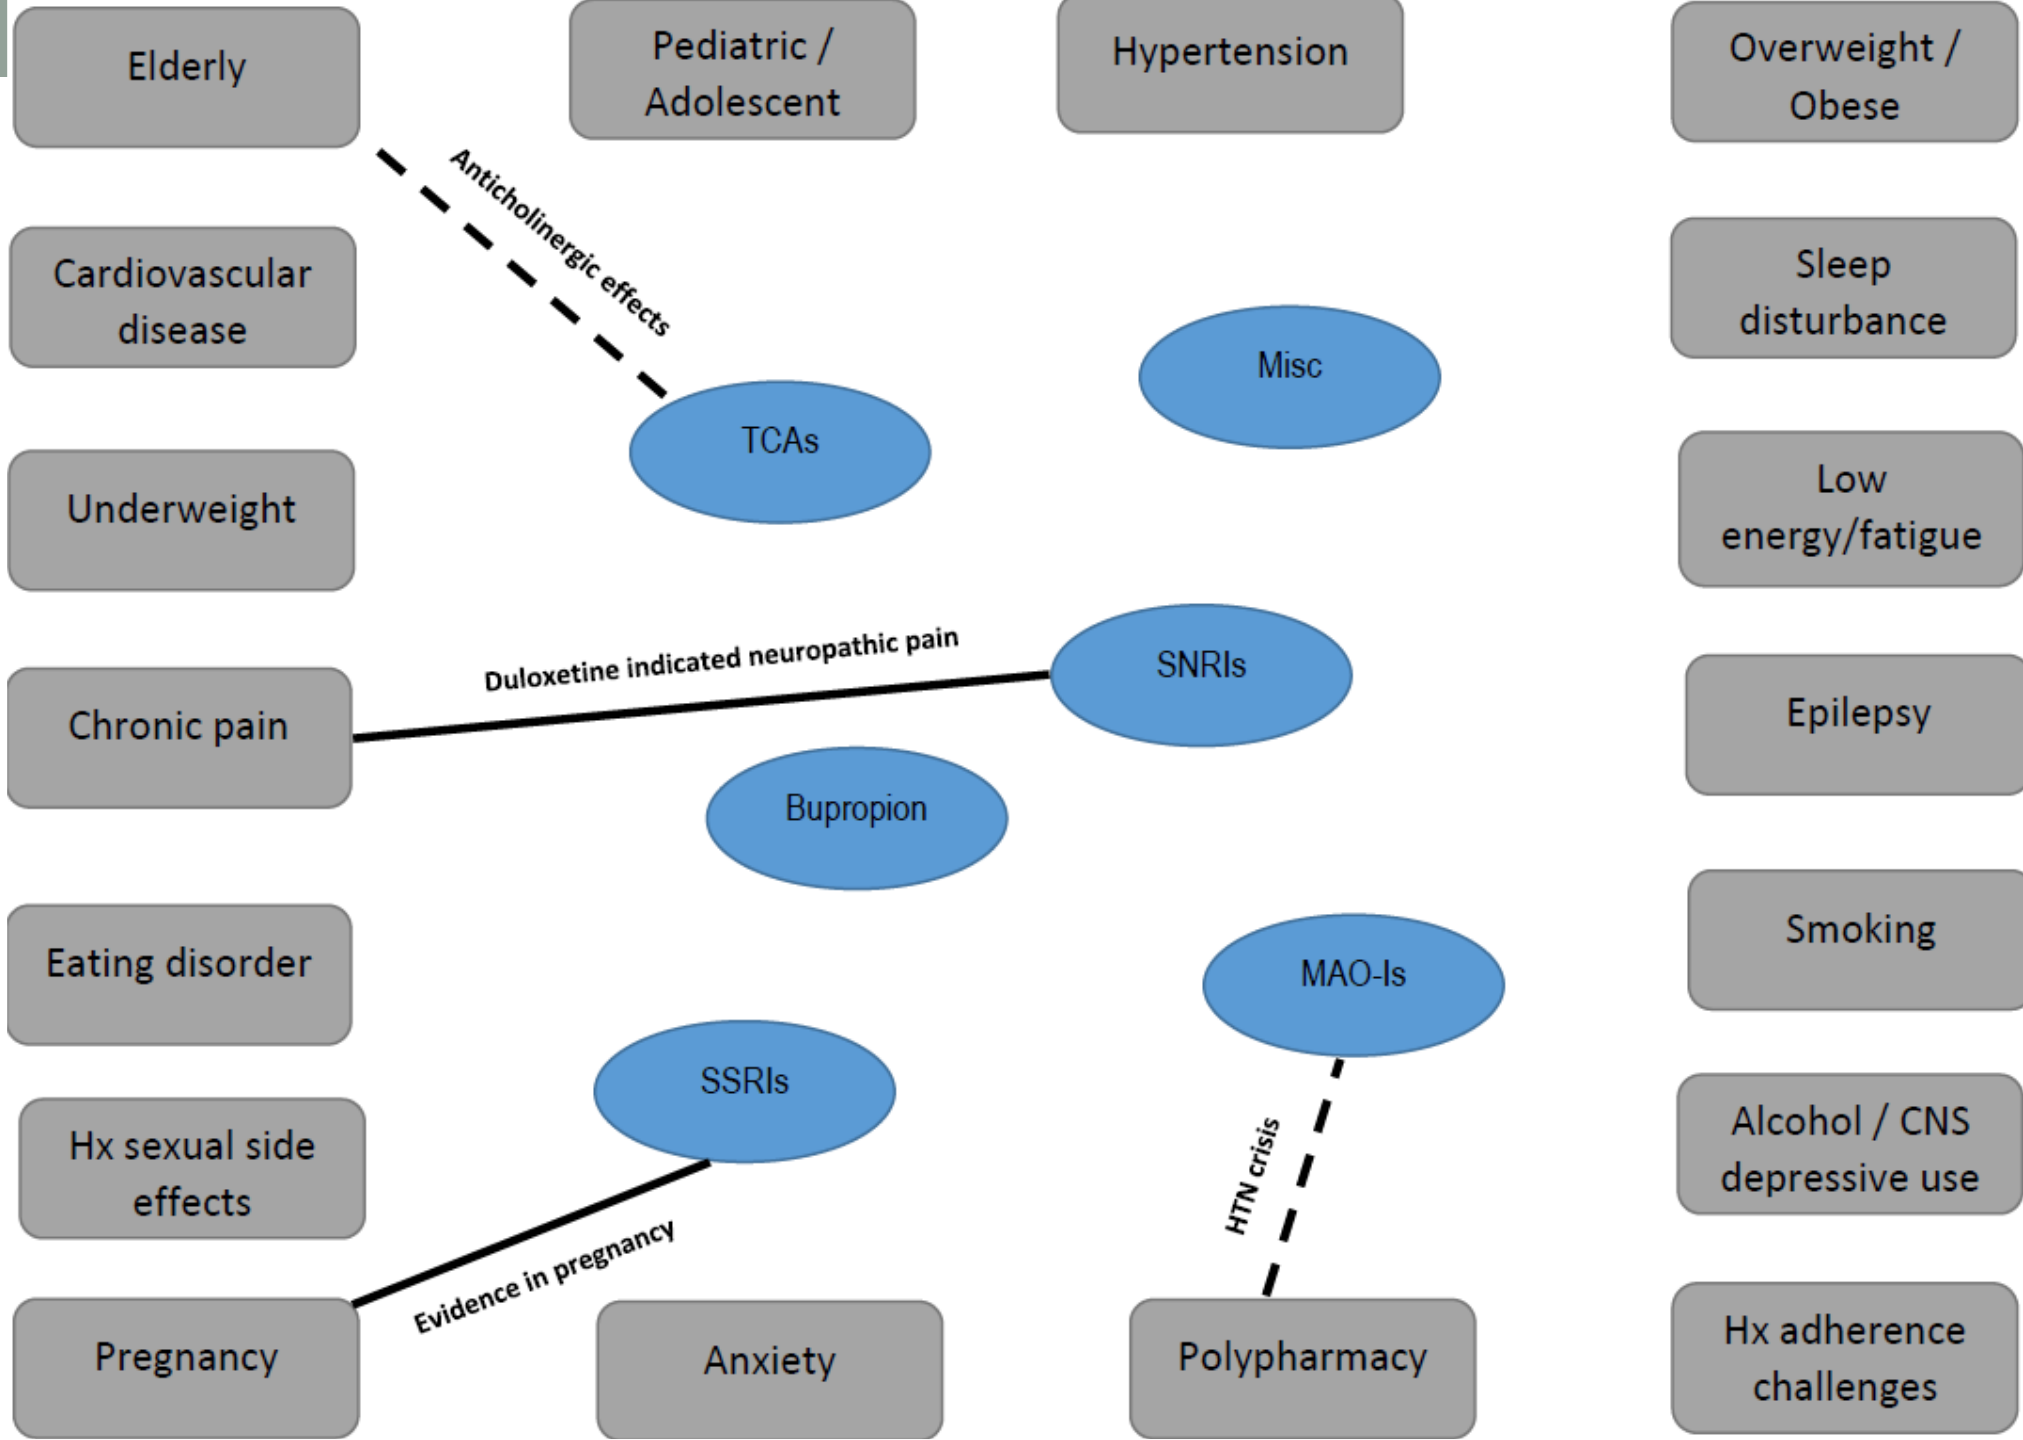 Elderly
Pediatric /
Adolescent
Hypertension
Overweight /
Obese
Anticholinergic effects
Cardiovascular
disease
Sleep
disturbance
Misc
TCAs
Underweight
Low
energy/fatigue
Duloxetine indicated neuropathic pain
SNRIs
Chronic pain
Epilepsy
Bupropion
Eating disorder
MAO-Is
Smoking
SSRIs
Hx sexual side
effects
HTN crisis
Alcohol / CNS
depressive use
Evidence in pregnancy
Pregnancy
Anxiety
Polypharmacy
Hx adherence
challenges